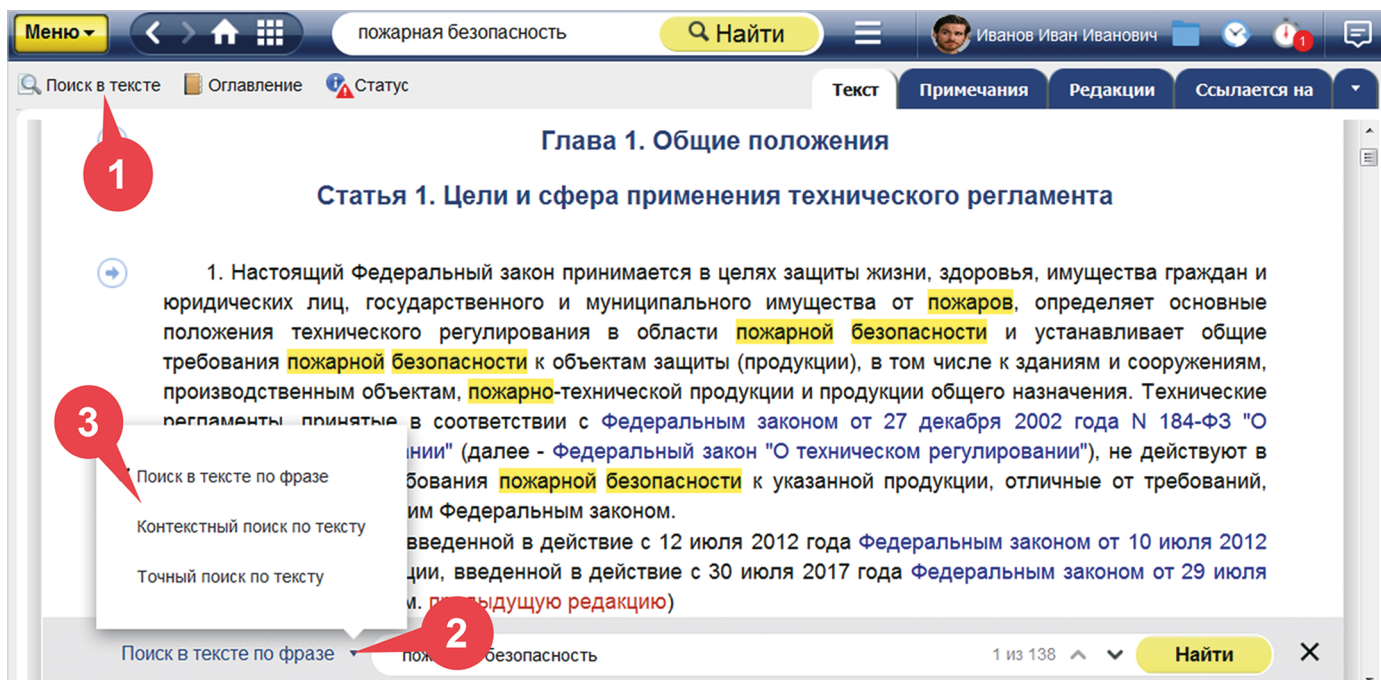 Меню
пожарная безопасность
Найти
Иванов Иван Иванович
1
Поиск в тексте
Оглавление
Статус
Текст
Примечания
Редакции
Ссылается на
1
Глава 1. Общие положения
Статья 1. Цели и сфера применения технического регламента
1. Настоящий Федеральный закон принимается в целях защиты жизни, здоровья, имущества граждан и
юридических лиц, государственного и муниципального имущества от пожаров, определяет основные
положения технического регулирования в области пожарной безопасности и устанавливает общие
требования пожарной безопасности к объектам защиты (продукции), в том числе к зданиям и сооружениям,
производственным объектам, пожарно-технической продукции и продукции общего назначения. Технические
регламенты, принятые в соответствии с Федеральным законом от 27 декабря 2002 года N 184-ФЗ "О
нии" (далее - Федеральный закон "О техническом регулировании"), не действуют в
бования пожарной безопасности к указанной продукции, отличные от требований,
им Федеральным законом.
введенной в действие с 12 июля 2012 года Федеральным законом от 10 июля 2012
ции, введенной в действие с 30 июля 2017 года Федеральным законом от 29 июля
м. предыдущую редакцию)
3
Поиск в тексте по фразе
Контекстный поиск по тексту
Точный поиск по тексту
2
Поиск в тексте по фразе
безопасность
1 из 138
Найти